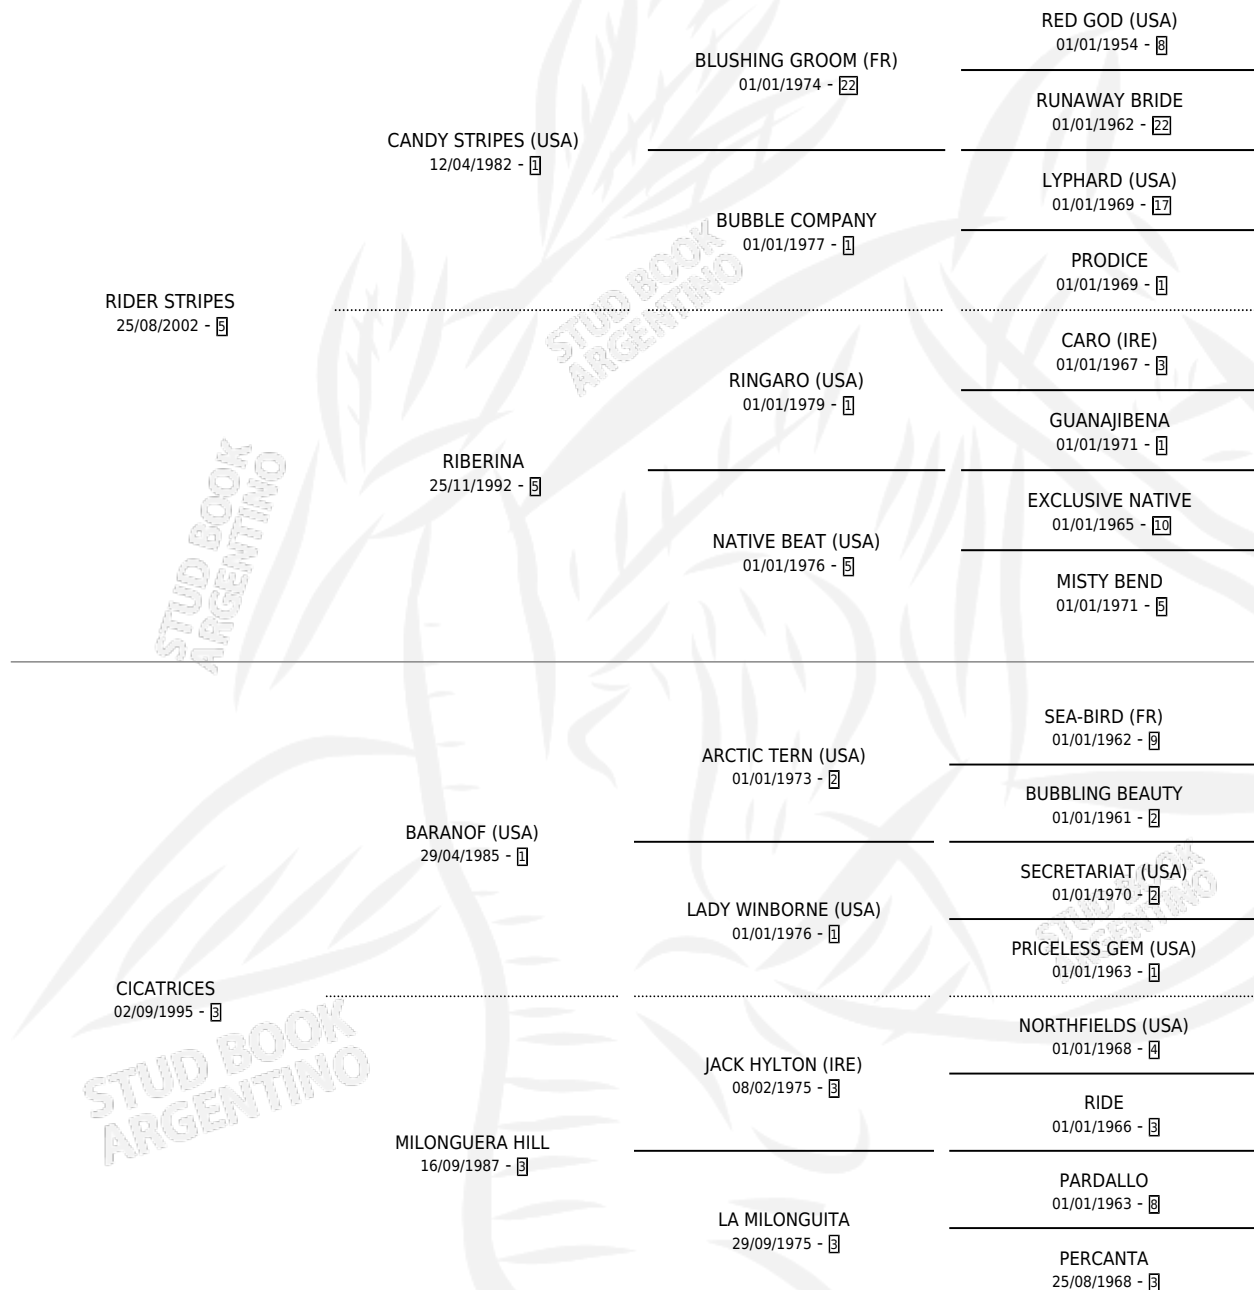 RED GOD (USA)
01/01/1954 - 8
BLUSHING GROOM (FR)
01/01/1974 - 22
RUNAWAY BRIDE
01/01/1962 - 22
CANDY STRIPES (USA)
12/04/1982 - 1
LYPHARD (USA)
01/01/1969 - 17
BUBBLE COMPANY
01/01/1977 - 1
PRODICE
01/01/1969 - 1
RIDER STRIPES
25/08/2002 - 5
STUD BOOK
ARGENTINO
CARO (IRE)
01/01/1967 - 3
RINGARO (USA)
01/01/1979 - 1
GUANAJIBENA
01/01/1971 - 1
RIBERINA
25/11/1992 - 5
EXCLUSIVE NATIVE
01/01/1965 - 10
NATIVE BEAT (USA)
01/01/1976 - 5
MISTY BEND
01/01/1971 - 5
STUD BOOK
ARGENTINO
SEA-BIRD (FR)
01/01/1962 - 9
ARCTIC TERN (USA)
01/01/1973 - 2
BUBBLING BEAUTY
01/01/1961 - 2
BARANOF (USA)
29/04/1985 - 1
SECRETARIAT (USA)
01/01/1970 - 2
LADY WINBORNE (USA)
01/01/1976 - 1
STUD BOOK
ARGENTINO
PRICELESS GEM (USA)
01/01/1963 - 1
CICATRICES
02/09/1995 - 3
STUD BOOK
ARGENTINO
NORTHFIELDS (USA)
01/01/1968 - 4
JACK HYLTON (IRE)
08/02/1975 - 3
RIDE
01/01/1966 - 3
MILONGUERA HILL
16/09/1987 - 3
PARDALLO
01/01/1963 - 8
LA MILONGUITA
29/09/1975 - 3
PERCANTA
25/08/1968 - 3